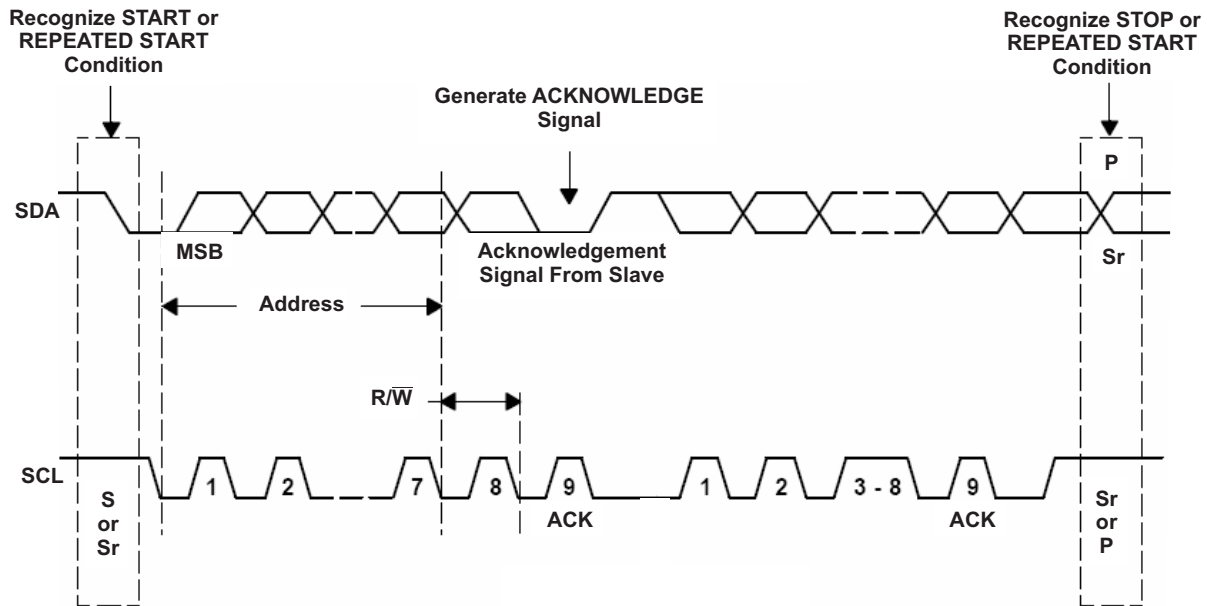 Recognize START or
REPEATED START
Condition
Recognize STOP or
REPEATED START
Condition
Generate ACKNOWLEDGE
Signal
P
SDA
MSB
Acknowledgement
Signal From Slave
Sr
Address
R/W̅
SCL
1
2
7
8
9
1
2
3 - 8
9
ACK
ACK
S
or
Sr
Sr
or
P